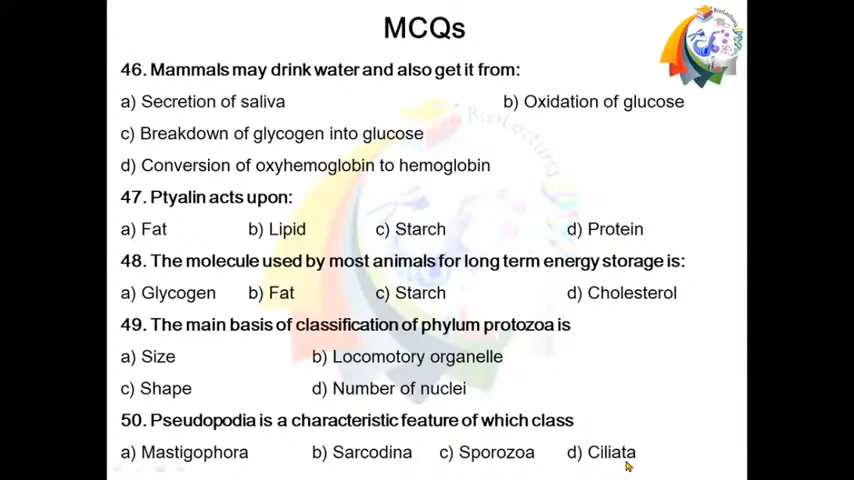 MCQs
46. Mammals may drink water and also get it from:
a) Secretion of saliva b) Oxidation of glucose
c) Breakdown of glycogen into glucose
d) Conversion of oxyhemoglobin to hemoglobin
47. Ptyalin acts upon:
a) Fat b) Lipid c) Starch d) Protein
48. The molecule used by most animals for long term energy storage is:
a) Glycogen b) Fat c) Starch d) Cholesterol
49. The main basis of classification of phylum protozoa is
a) Size b) Locomotory organelle
c) Shape d) Number of nuclei
50. Pseudopodia is a characteristic feature of which class
a) Mastigophora b) Sarcodina c) Sporozoa d) Ciliata